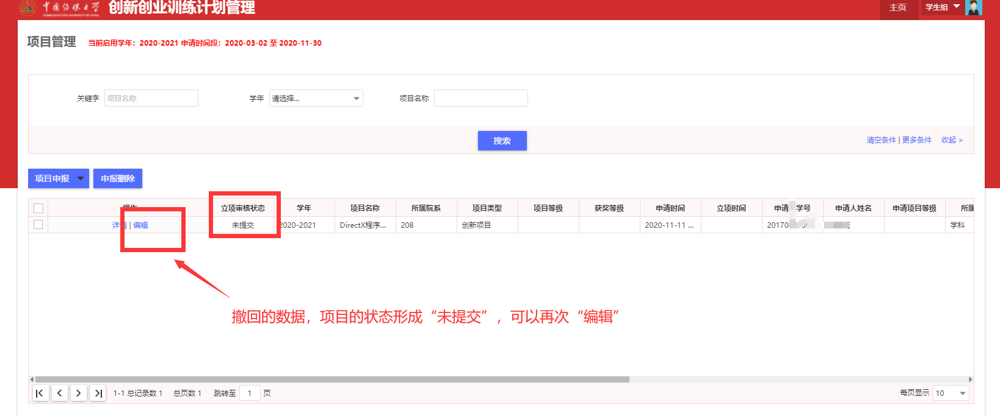 中国传媒大学 创新创业训练计划管理 主页 学生组
COMMUNICATION UNIVERSITY OF CHINA
项目管理 当前启用学年：2020-2021 申请时间段：2020-03-02 至 2020-11-30
关键字 项目名称 学年 请选择... 项目名称
搜索 清空条件 | 更多条件 收起 >
项目申报 申报删除
操作 立项审核状态 学年 项目名称 所属院系 项目类型 项目等级 获奖等级 申请时间 立项时间 申请 学号 申请人姓名 申请项目等级 所属
详情 | 编辑 未提交 2020-2021 DirectX程序... 208 创新项目 2020-11-11 ... 20170 学科
撤回的数据，项目的状态形成“未提交”，可以再次“编辑”
1-1 总记录数 1 总页数 1 跳转至 1 页 每页显示 10